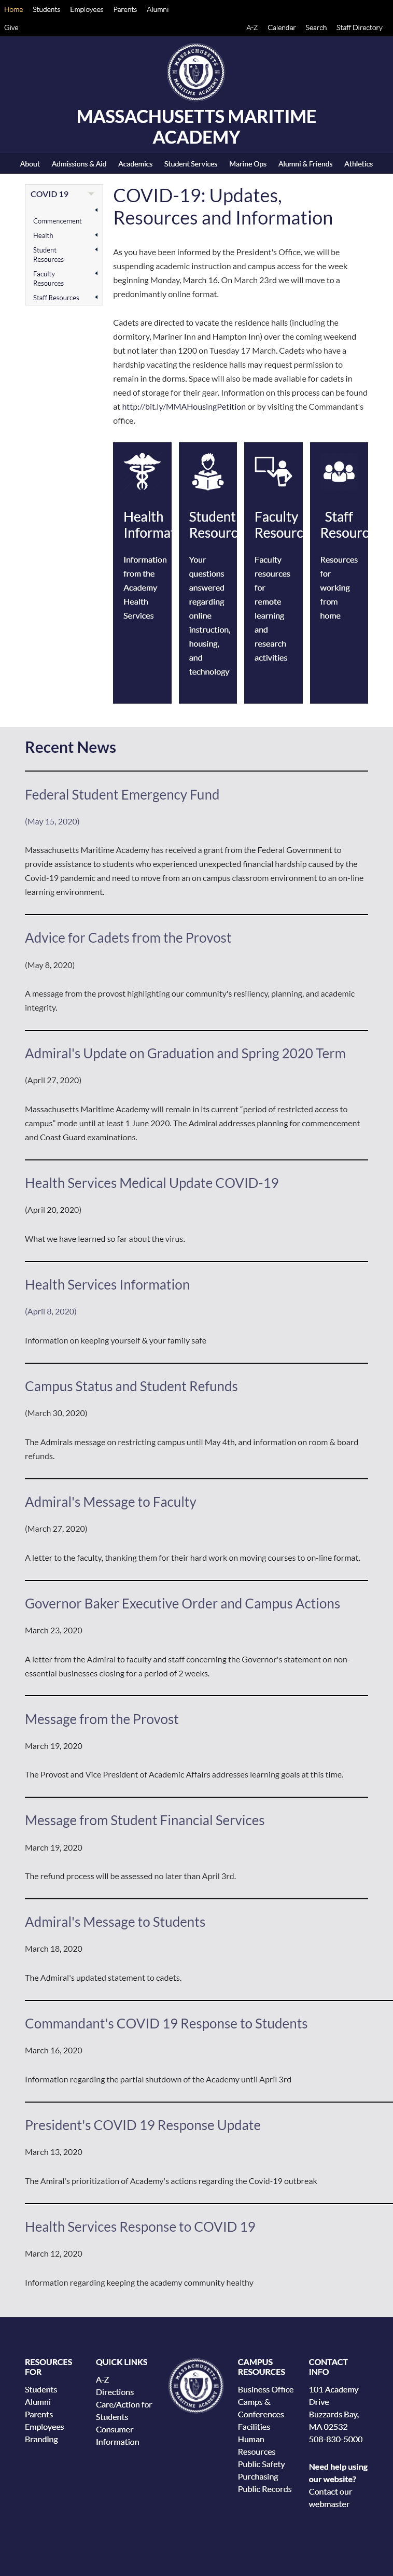 Home Students Employees Parents Alumni
Give
A-Z Calendar Search Staff Directory
MASSACHUSETTS MARITIME
ACADEMY
About Admissions & Aid Academics Student Services Marine Ops Alumni & Friends Athletics
COVID 19
Commencement
Health
Student
Resources
Faculty
Resources
Staff Resources
COVID-19: Updates,
Resources and Information
As you have been informed by the President's Office, we will be
suspending academic instruction and campus access for the week
beginning Monday, March 16. On March 23rd we will move to a
predominantly online format.
Cadets are directed to vacate the residence halls (including the
dormitory, Mariner Inn and Hampton Inn) over the coming weekend
but not later than 1200 on Tuesday 17 March. Cadets who have a
hardship vacating the residence halls may request permission to
remain in the dorms. Space will also be made available for cadets in
need of storage for their gear. Information on this process can be found
at http://bit.ly/MMAHousingPetition or by visiting the Commandant's
office.
Health
Informat
Information
from the
Academy
Health
Services
Student
Resourc
Your
questions
answered
regarding
online
instruction,
housing,
and
technology
Faculty
Resourc
Faculty
resources
for
remote
learning
and
research
activities
Staff
Resourc
Resources
for
working
from
home
Recent News
Federal Student Emergency Fund
(May 15, 2020)
Massachusetts Maritime Academy has received a grant from the Federal Government to
provide assistance to students who experienced unexpected financial hardship caused by the
Covid-19 pandemic and need to move from an on campus classroom environment to an on-line
learning environment.
Advice for Cadets from the Provost
(May 8, 2020)
A message from the provost highlighting our community's resiliency, planning, and academic
integrity.
Admiral's Update on Graduation and Spring 2020 Term
(April 27, 2020)
Massachusetts Maritime Academy will remain in its current “period of restricted access to
campus” mode until at least 1 June 2020. The Admiral addresses planning for commencement
and Coast Guard examinations.
Health Services Medical Update COVID-19
(April 20, 2020)
What we have learned so far about the virus.
Health Services Information
(April 8, 2020)
Information on keeping yourself & your family safe
Campus Status and Student Refunds
(March 30, 2020)
The Admirals message on restricting campus until May 4th, and information on room & board
refunds.
Admiral's Message to Faculty
(March 27, 2020)
A letter to the faculty, thanking them for their hard work on moving courses to on-line format.
Governor Baker Executive Order and Campus Actions
March 23, 2020
A letter from the Admiral to faculty and staff concerning the Governor's statement on non-
essential businesses closing for a period of 2 weeks.
Message from the Provost
March 19, 2020
The Provost and Vice President of Academic Affairs addresses learning goals at this time.
Message from Student Financial Services
March 19, 2020
The refund process will be assessed no later than April 3rd.
Admiral's Message to Students
March 18, 2020
The Admiral's updated statement to cadets.
Commandant's COVID 19 Response to Students
March 16, 2020
Information regarding the partial shutdown of the Academy until April 3rd
President's COVID 19 Response Update
March 13, 2020
The Amiral's prioritization of Academy's actions regarding the Covid-19 outbreak
Health Services Response to COVID 19
March 12, 2020
Information regarding keeping the academy community healthy
RESOURCES
FOR
Students
Alumni
Parents
Employees
Branding
QUICK LINKS
A-Z
Directions
Care/Action for
Students
Consumer
Information
CAMPUS
RESOURCES
Business Office
Camps &
Conferences
Facilities
Human
Resources
Public Safety
Purchasing
Public Records
CONTACT
INFO
101 Academy
Drive
Buzzards Bay,
MA 02532
508-830-5000
Need help using
our website?
Contact our
webmaster